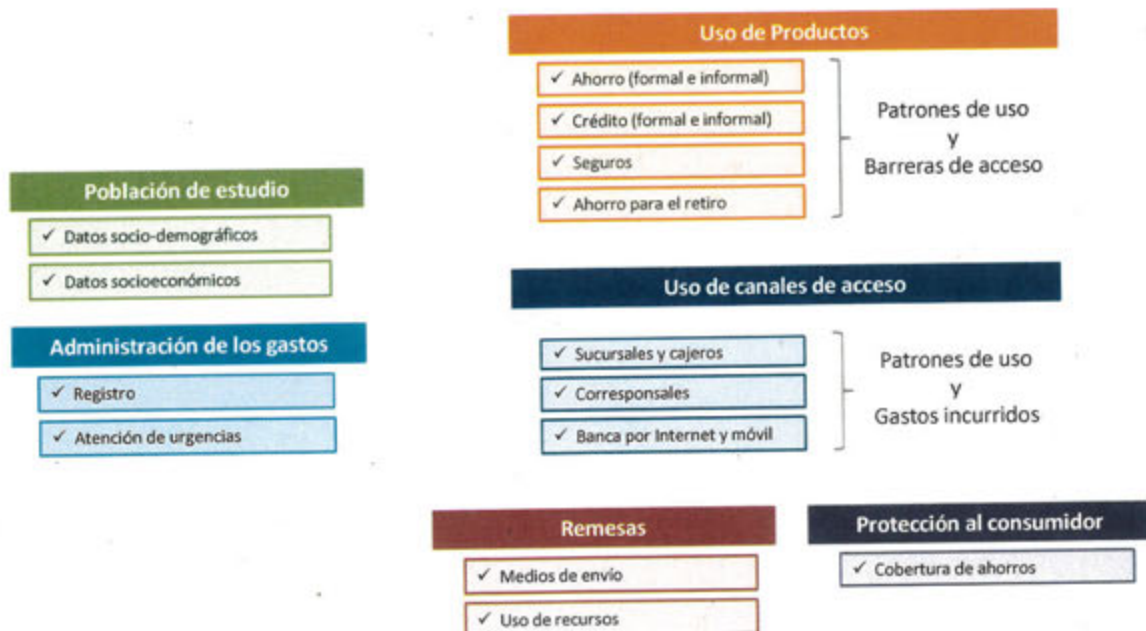 Uso de Productos
✓ Ahorro (formal e informal)
✓ Crédito (formal e informal)
✓ Seguros
✓ Ahorro para el retiro
Patrones de uso
y
Barreras de acceso
Población de estudio
✓ Datos socio-demográficos
✓ Datos socioeconómicos
Administración de los gastos
✓ Registro
✓ Atención de urgencias
Uso de canales de acceso
✓ Sucursales y cajeros
✓ Corresponsales
✓ Banca por Internet y móvil
Patrones de uso
y
Gastos incurridos
Remesas
✓ Medios de envío
✓ Uso de recursos
Protección al consumidor
✓ Cobertura de ahorros